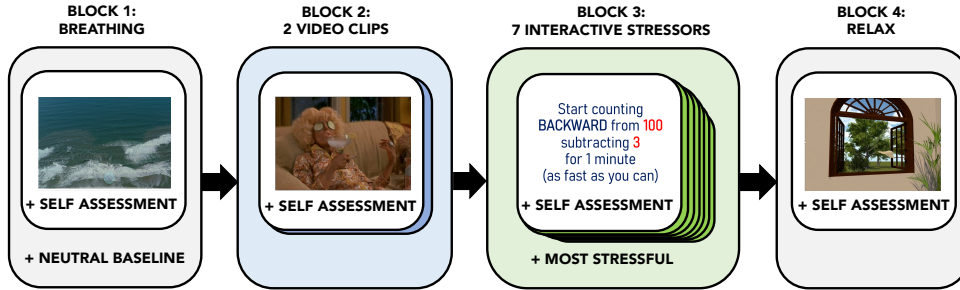 BLOCK 1:
BREATHING
+ SELF ASSESSMENT
+ NEUTRAL BASELINE
BLOCK 2:
2 VIDEO CLIPS
+ SELF ASSESSMENT
BLOCK 3:
7 INTERACTIVE STRESSORS
Start counting
BACKWARD from 100
subtracting 3
for 1 minute
(as fast as you can)
+ SELF ASSESSMENT
+ MOST STRESSFUL
BLOCK 4:
RELAX
+ SELF ASSESSMENT